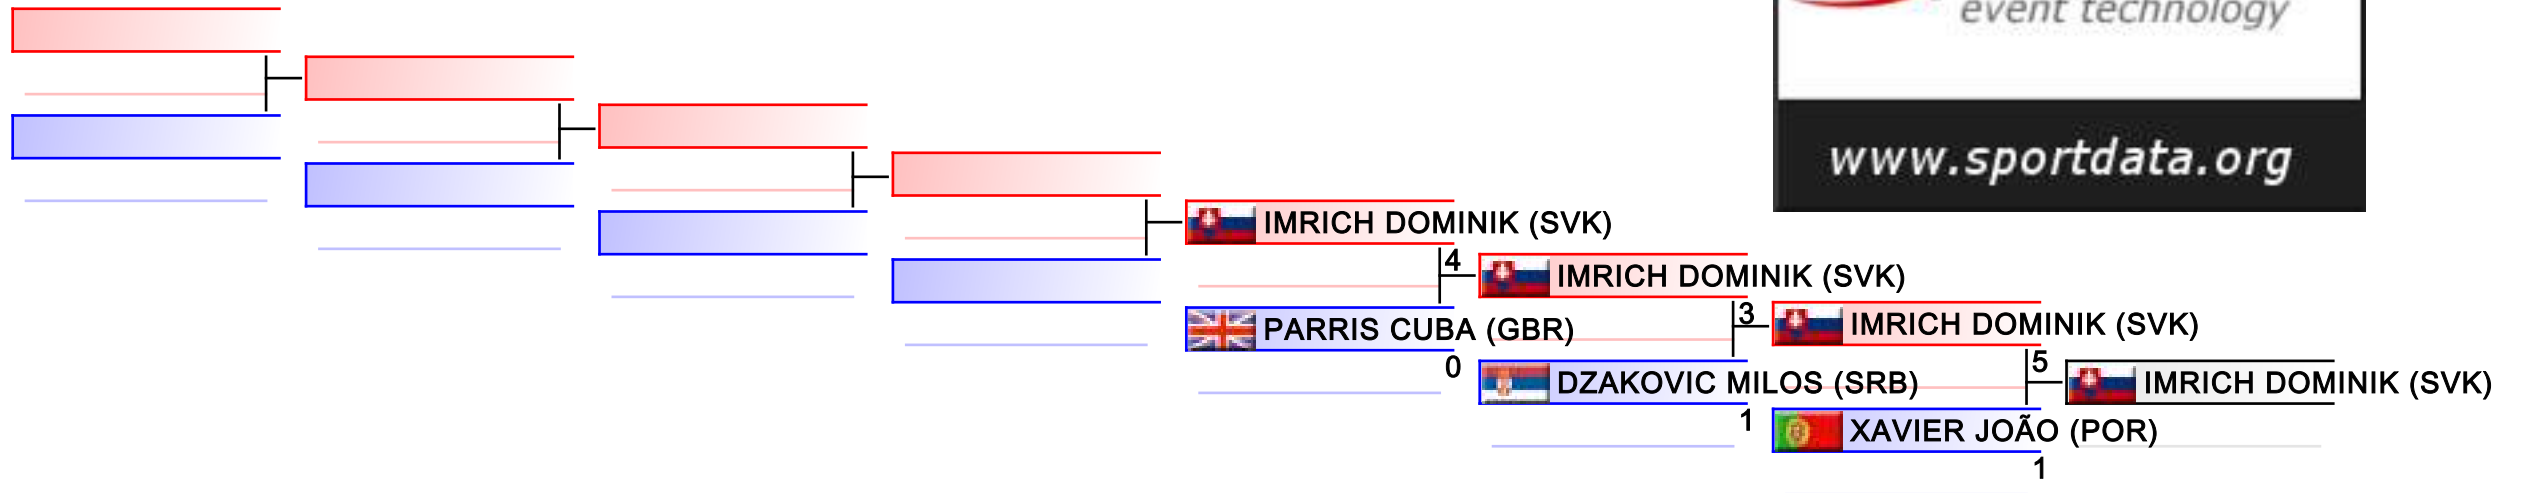 event technology
www.sportdata.org
IMRICH DOMINIK (SVK)
4
PARRIS CUBA (GBR)
0
IMRICH DOMINIK (SVK)
3
DZAKOVIC MILOS (SRB)
1
IMRICH DOMINIK (SVK)
5
XAVIER JOÃO (POR)
1
IMRICH DOMINIK (SVK)